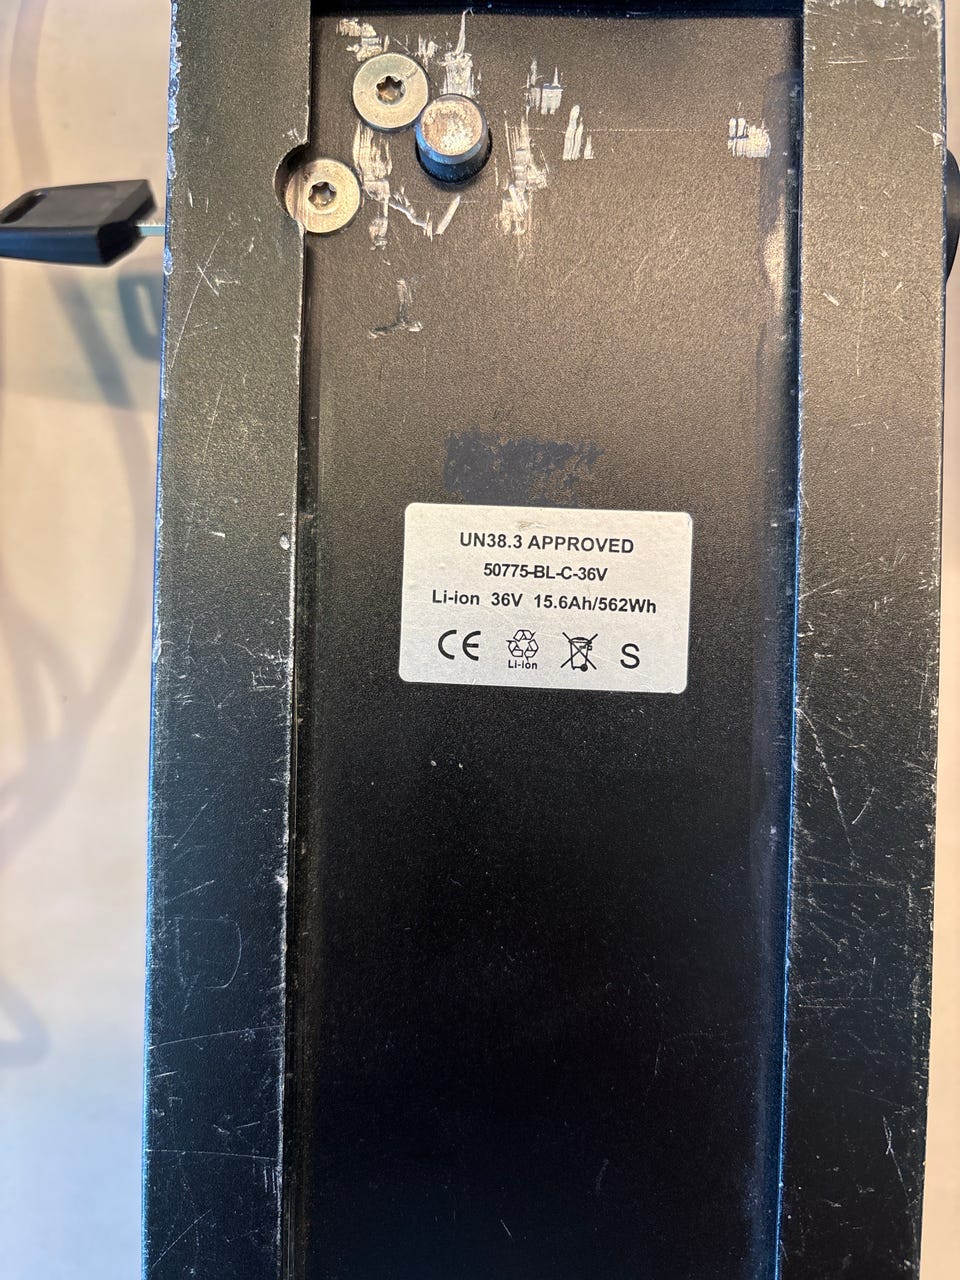 UN38.3 APPROVED
50775-BL-C-36V
Li-ion 36V 15.6Ah/562Wh
CE
Li-ion
S